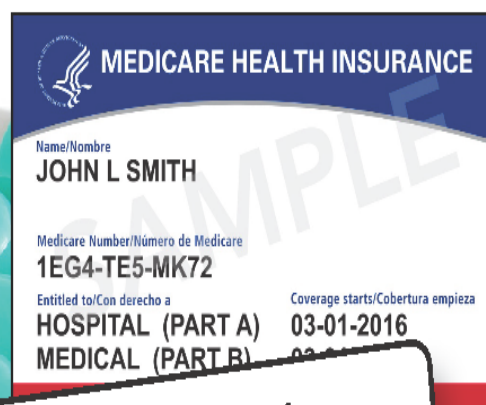 MEDICARE HEALTH INSURANCE
Name/Nombre
JOHN L SMITH
Medicare Number/Número de Medicare
1EG4-TE5-MK72
Entitled to/Con derecho a
Coverage starts/Cobertura empieza
HOSPITAL (PART A) 03-01-2016
MEDICAL (PART B)
SAMPLE